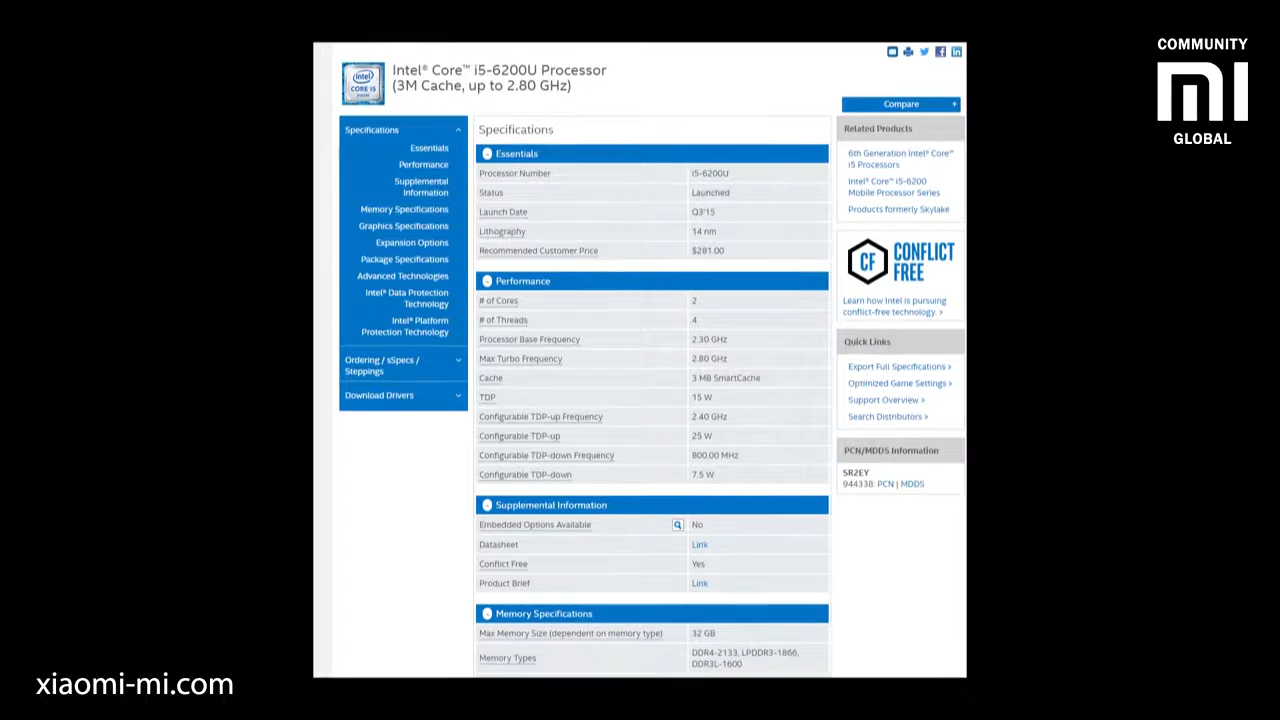 COMMUNITY
mi
GLOBAL
intel
CORE i5
inside
Intel® Core™ i5-6200U Processor
(3M Cache, up to 2.80 GHz)
Compare +
Specifications
Essentials
Performance
Supplemental
Information
Memory Specifications
Graphics Specifications
Expansion Options
Package Specifications
Advanced Technologies
Intel® Data Protection
Technology
Intel® Platform
Protection Technology
Ordering / sSpecs /
Steppings
Download Drivers
Specifications
Essentials
Processor Number i5-6200U
Status Launched
Launch Date Q3'15
Lithography 14 nm
Recommended Customer Price $281.00
Performance
# of Cores 2
# of Threads 4
Processor Base Frequency 2.30 GHz
Max Turbo Frequency 2.80 GHz
Cache 3 MB SmartCache
TDP 15 W
Configurable TDP-up Frequency 2.40 GHz
Configurable TDP-up 25 W
Configurable TDP-down Frequency 800.00 MHz
Configurable TDP-down 7.5 W
Supplemental Information
Embedded Options Available No
Datasheet Link
Conflict Free Yes
Product Brief Link
Memory Specifications
Max Memory Size (dependent on memory type) 32 GB
Memory Types DDR4-2133, LPDDR3-1866,
DDR3L-1600
Related Products
6th Generation Intel® Core™
i5 Processors
Intel® Core™ i5-6200
Mobile Processor Series
Products formerly Skylake
CF CONFLICT
FREE
Learn how Intel is pursuing
conflict-free technology >
Quick Links
Export Full Specifications >
Optimized Game Settings >
Support Overview >
Search Distributors >
PCN/MDDS Information
SR2EY
944338: PCN | MDDS
xiaomi-mi.com